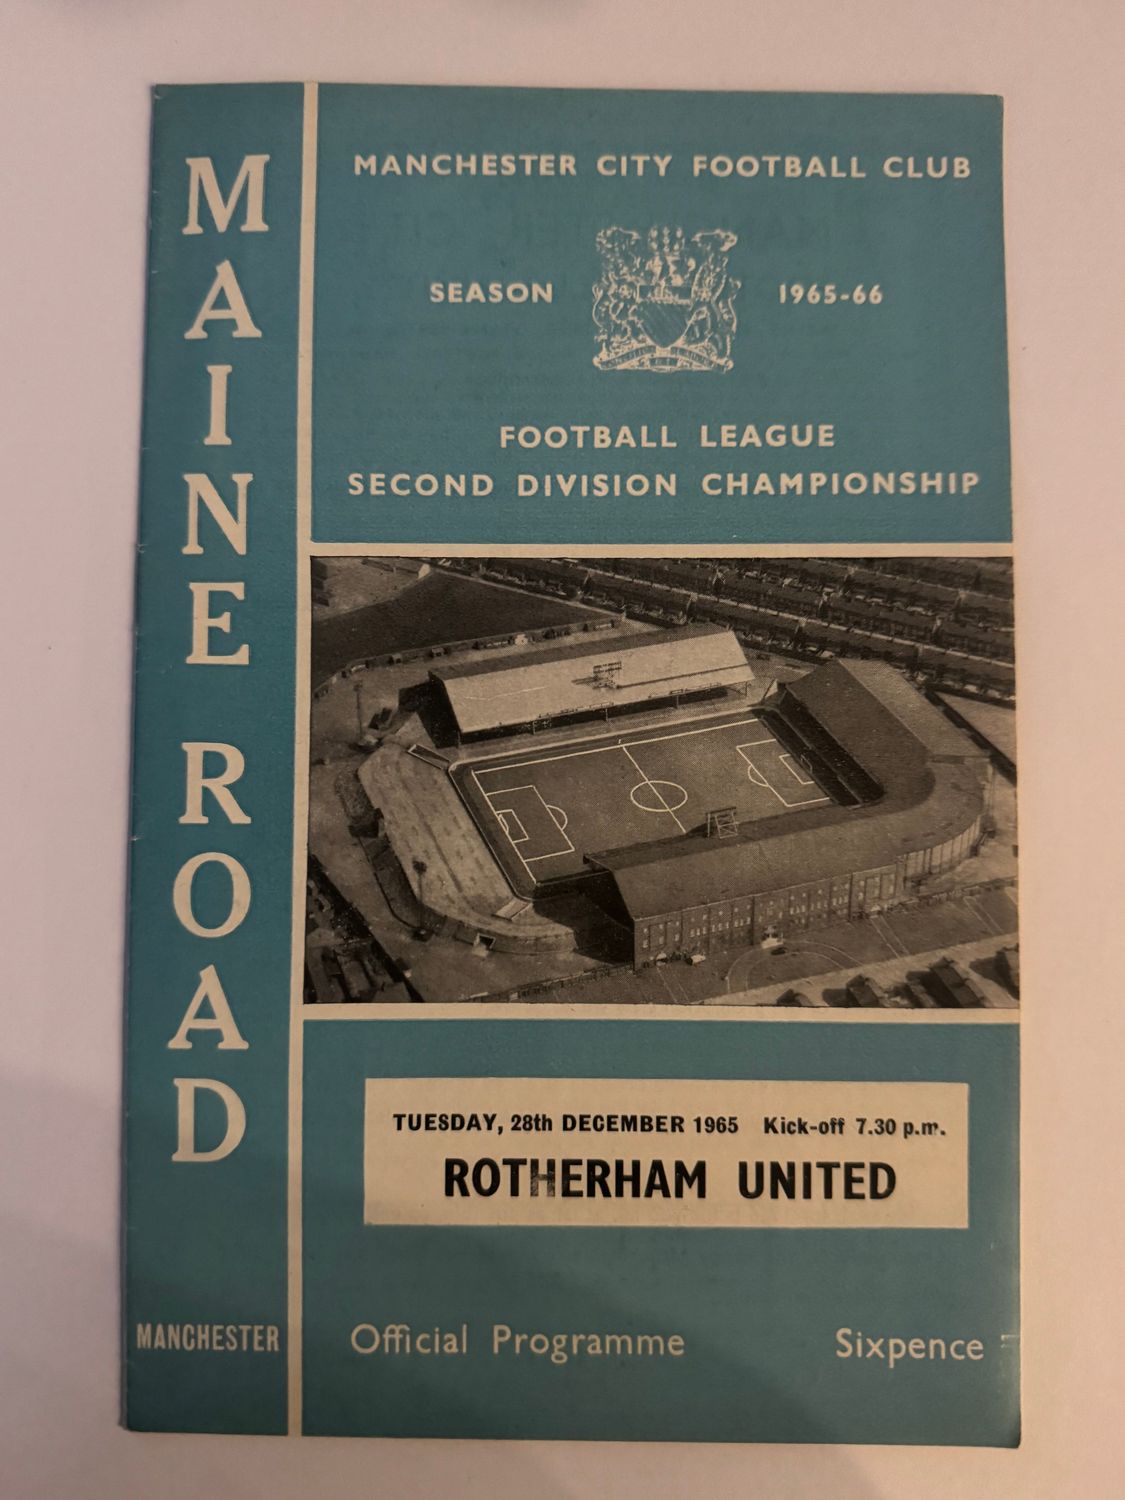 MAINE ROAD
MANCHESTER
MANCHESTER CITY FOOTBALL CLUB
SEASON 1965-66
FOOTBALL LEAGUE
SECOND DIVISION CHAMPIONSHIP
TUESDAY, 28th DECEMBER 1965 Kick-off 7.30 p.m.
ROTHERHAM UNITED
Official Programme Sixpence